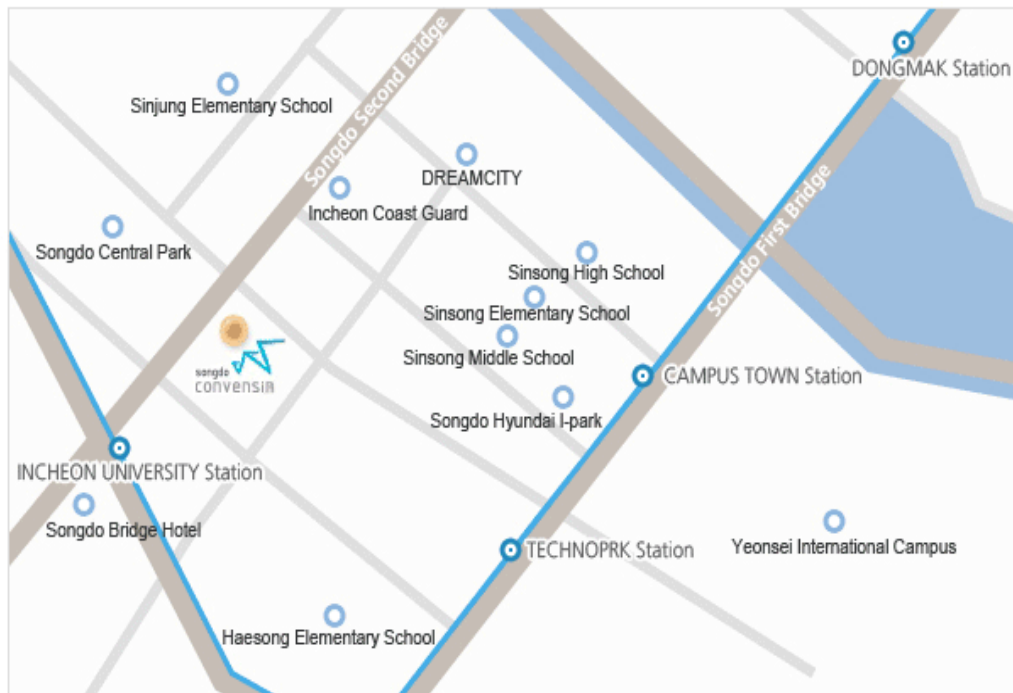 DONGMAK Station
Sinjung Elementary School
Songdo Second Bridge
DREAMCITY
Incheon Coast Guard
Songdo First Bridge
Songdo Central Park
Sinsong High School
Sinsong Elementary School
Sinsong Middle School
songdo
convensia
CAMPUS TOWN Station
Songdo Hyundai I-park
INCHEON UNIVERSITY Station
Songdo Bridge Hotel
TECHNOPRK Station
Yeonsei International Campus
Haesong Elementary School